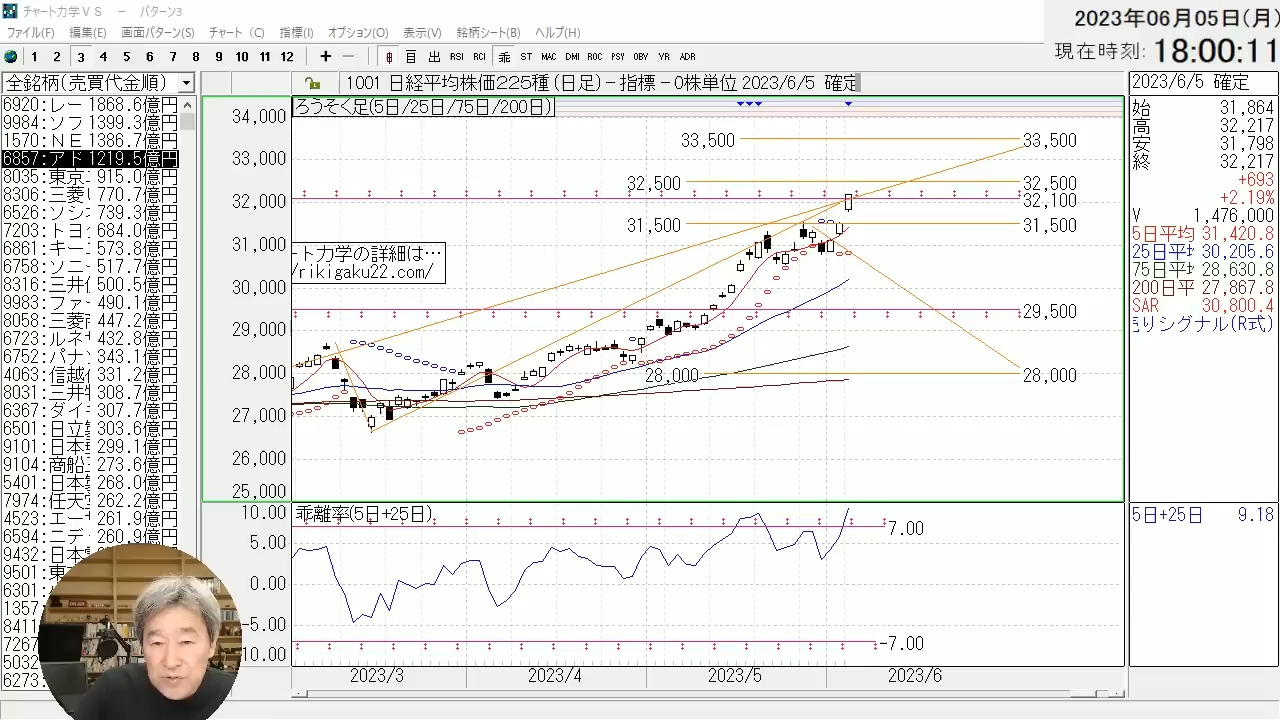 チャート力学VS － パターン3
ファイル(F) 編集(E) 画面パターン(S) チャート (C) 指標(I) オプション(O) 表示(V) 銘柄シート(B) ヘルプ(H)
2023年06月05日(月)
現在時刻: 18:00:11
1 2 3 4 5 6 7 8 9 10 11 12 + － 日 出 RSI RCI 乖 ST MAC DMI ROC PSY OBV YR ADR
全銘柄(売買代金順)
1001 日経平均株価225種 (日足)－指標－0株単位 2023/6/5 確定
2023/6/5 確定
6920:レー 1868.6億円
9984:ソフ 1399.3億円
1570:NE 1386.7億円
6857:アド 1219.5億円
8035:東京 915.0億円
8306:三菱 770.7億円
6526:ソシ 739.3億円
7203:トヨ 684.0億円
6861:キー 573.8億円
6758:ソニ 517.7億円
8316:三井 500.5億円
9983:ファ 490.1億円
8058:三菱 447.2億円
6723:ルネ 432.8億円
6752:パナ 343.1億円
4063:信越 331.2億円
8031:三井 308.7億円
6367:ダイ 307.7億円
6501:日立 303.6億円
9101:日本 299.1億円
9104:商船 273.6億円
5401:日本 268.0億円
7974:任天 262.2億円
4523:エー 261.9億円
6594:ニデ 260.9億円
9432:日本
9501:東
6301:
1357
8411
7267
5032
6273
ろうそく足(5日/25日/75日/200日)
34,000
33,000
32,000
31,000
30,000
29,000
28,000
27,000
26,000
25,000
33,500 33,500
32,500 32,500
32,100
31,500 31,500
29,500
28,000 28,000
ート力学の詳細は…
/rikigaku22.com/
始 31,864
高 32,217
安 31,798
終 32,217
+693
+2.19%
V 1,478,000
5日平均 31,420.8
25日平均 30,205.6
75日平均 28,630.8
200日平 27,867.8
SAR 30,800.4
シグナル(R式)
乖離率(5日+25日)
10.00
5.00
0.00
-5.00
-10.00
7.00
-7.00
5日+25日 9.18
2023/3 2023/4 2023/5 2023/6